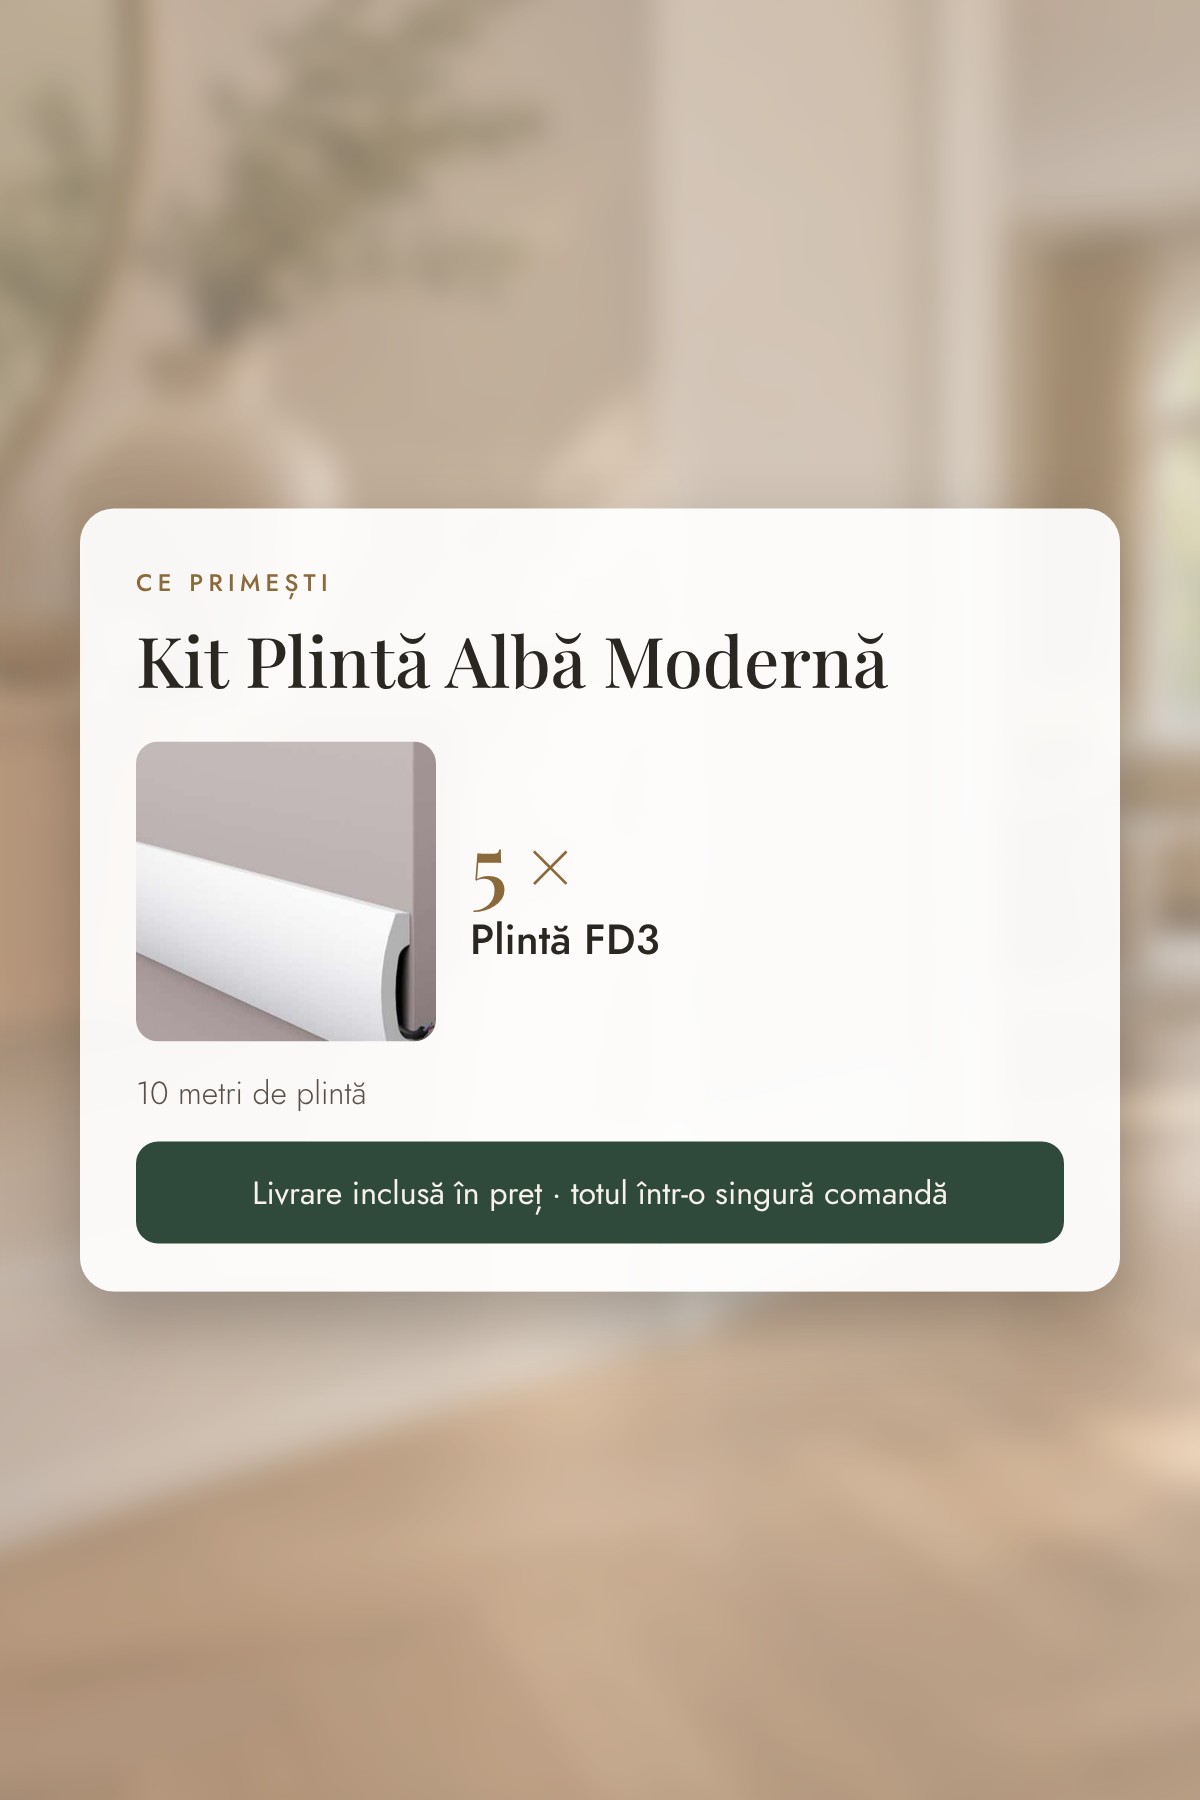 CE PRIMEȘTI
Kit Plintă Albă Modernă
5 ×
Plintă FD3
10 metri de plintă
Livrare inclusă în preț · totul într-o singură comandă